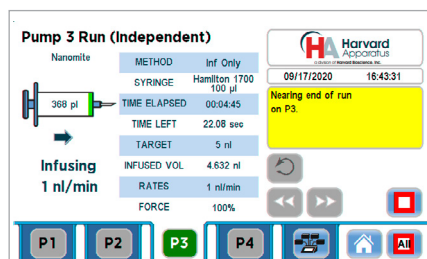 Pump 3 Run (Independent)
Nanomite
368 pl
Infusing
1 nl/min
METHOD Inf Only
SYRINGE Hamilton 1700
100 µl
TIME ELAPSED 00:04:45
TIME LEFT 22.08 sec
TARGET 5 nl
INFUSED VOL 4.632 nl
RATES 1 nl/min
FORCE 100%
HA Harvard
Apparatus
a division of Harvard Bioscience, Inc.
09/17/2020 16:43:31
Nearing end of run
on P3.
P1 P2 P3 P4 All